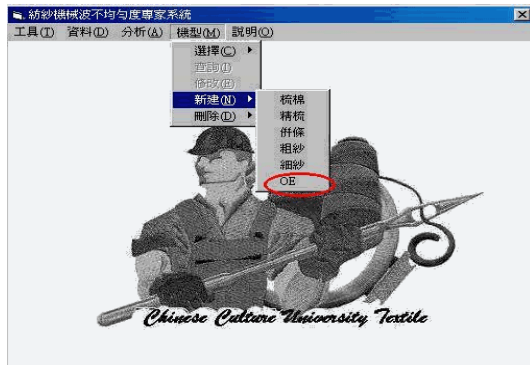 紡紗機械波不均勻度專家系統
工具(T) 資料(D) 分析(A) 機型(M) 說明(O)
選擇(C)
查詢(I)
修改(E)
新建(N)
刪除(D)
梳棉
精梳
併條
粗紗
細紗
OE
Chinese Culture University Textile